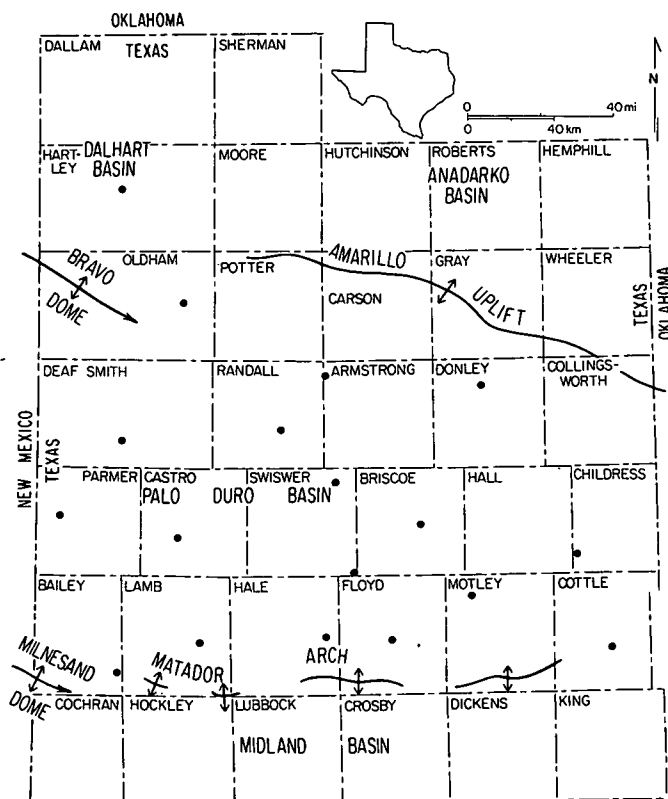 OKLAHOMA
TEXAS
DALLAM
SHERMAN
N
0 40 mi
0 40 km
HART-
LEY
DALHART
BASIN
MOORE
HUTCHINSON
ROBERTS
HEMPHILL
ANADARKO
BASIN
BRAVO
DOME
OLDHAM
POTTER
AMARILLO
UPLIFT
CARSON
GRAY
WHEELER
TEXAS
OKLAHOMA
DEAF SMITH
RANDALL
ARMSTRONG
DONLEY
COLLINGS-
WORTH
NEW MEXICO
TEXAS
PARMER
CASTRO
SWISWER
BRISCOE
HALL
CHILDRESS
PALO DURO BASIN
BAILEY
LAMB
HALE
FLOYD
MOTLEY
COTTLE
MILNESAND
DOME
MATADOR
ARCH
COCHRAN
HOCKLEY
LUBBOCK
CROSBY
DICKENS
KING
MIDLAND BASIN